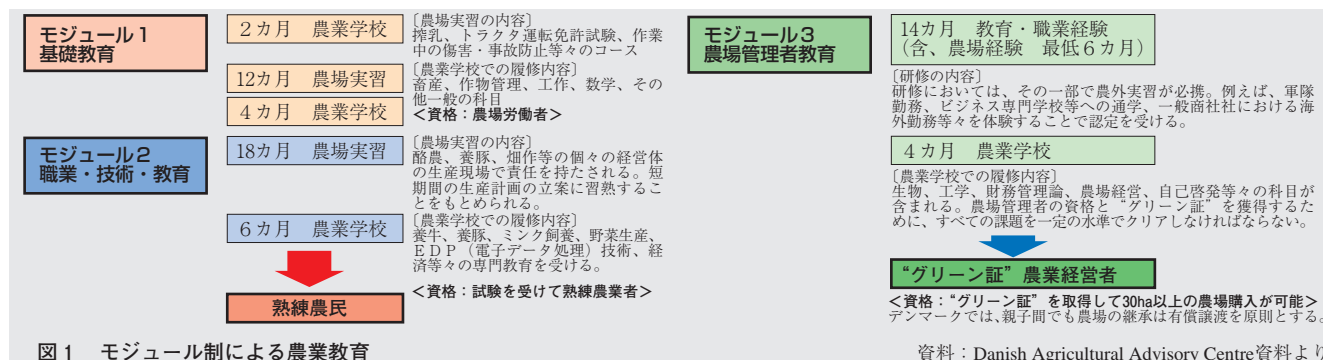 モジュール1
基礎教育
2カ月　農業学校
〔農場実習の内容〕
搾乳、トラクタ運転免許試験、作業
中の傷害・事故防止等々のコース
12カ月　農場実習
4カ月　農業学校
〔農業学校での履修内容〕
畜産、作物管理、工作、数学、その
他一般の科目
＜資格：農場労働者＞
モジュール2
職業・技術・教育
18カ月　農場実習
〔農場実習の内容〕
酪農、養豚、畑作等の個々の経営体
の生産現場で責任を持たされる。短
期間の生産計画の立案に習熟するこ
とをもとめられる。
6カ月　農業学校
〔農業学校での履修内容〕
養牛、養豚、ミンク飼養、野菜生産、
EDP（電子データ処理）技術、経
済等々の専門教育を受ける。
＜資格：試験を受けて熟練農業者＞
熟練農民
モジュール3
農場管理者教育
14カ月　教育・職業経験
（含、農場経験　最低6カ月）
〔研修の内容〕
研修においては、その一部で農外実習が必携。例えば、軍隊
勤務、ビジネス専門学校等への通学、一般商社社における海
外勤務等々を体験することで認定を受ける。
4カ月　農業学校
〔農業学校での履修内容〕
生物、工学、財務管理論、農場経営、自己啓発等々の科目が
含まれる。農場管理者の資格と“グリーン証”を獲得するた
めに、すべての課題を一定の水準でクリアしなければならない。
“グリーン証”農業経営者
＜資格：“グリーン証”を取得して30ha以上の農場購入が可能＞
デンマークでは、親子間でも農場の継承は有償譲渡を原則とする。
図1　モジュール制による農業教育
資料：Danish Agricultural Advisory Centre資料より